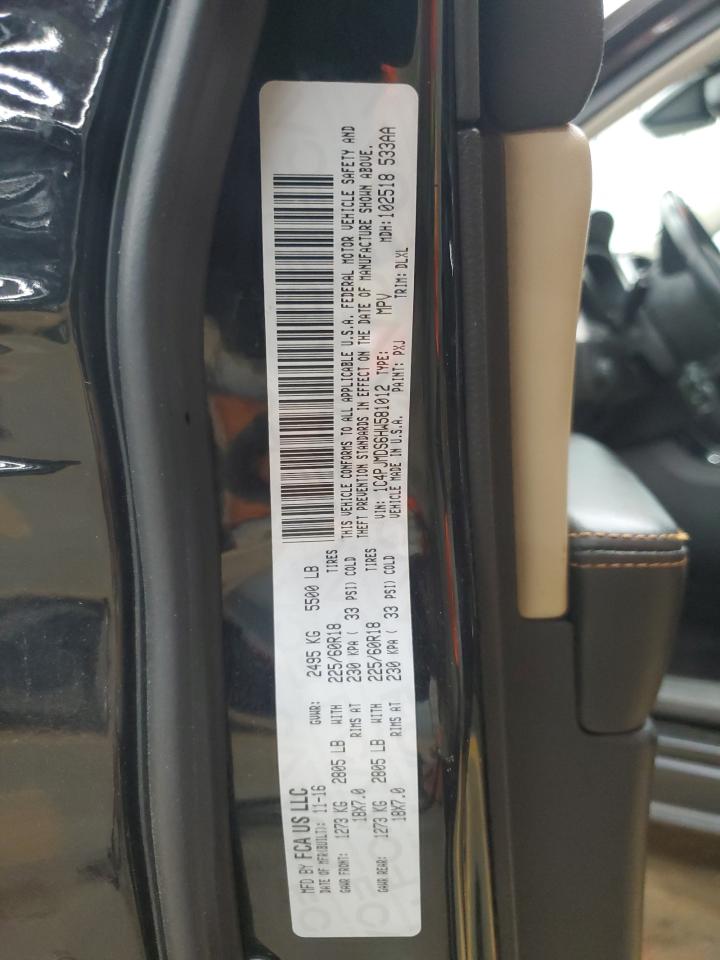 MFD BY FCA US LLC
DATE OF MFR(BUILT): 11-16 GVWR: 2495 KG 5500 LB
GAWR FRONT: 225/60R18 TIRES
1273 KG 2805 LB WITH 230 KPA ( 33 PSI) COLD
18X7.0 RIMS AT
GAWR REAR: 225/60R18 TIRES
1273 KG 2805 LB WITH 230 KPA ( 33 PSI) COLD
18X7.0 RIMS AT
THIS VEHICLE CONFORMS TO ALL APPLICABLE U.S.A. FEDERAL MOTOR VEHICLE SAFETY AND
THEFT PREVENTION STANDARDS IN EFFECT ON THE DATE OF MANUFACTURE SHOWN ABOVE.
VIN: 1C4PJMDS6HW581012 TYPE: MPV MDH: 102518 533AA
VEHICLE MADE IN U.S.A. PAINT: PXJ TRIM: DLXL